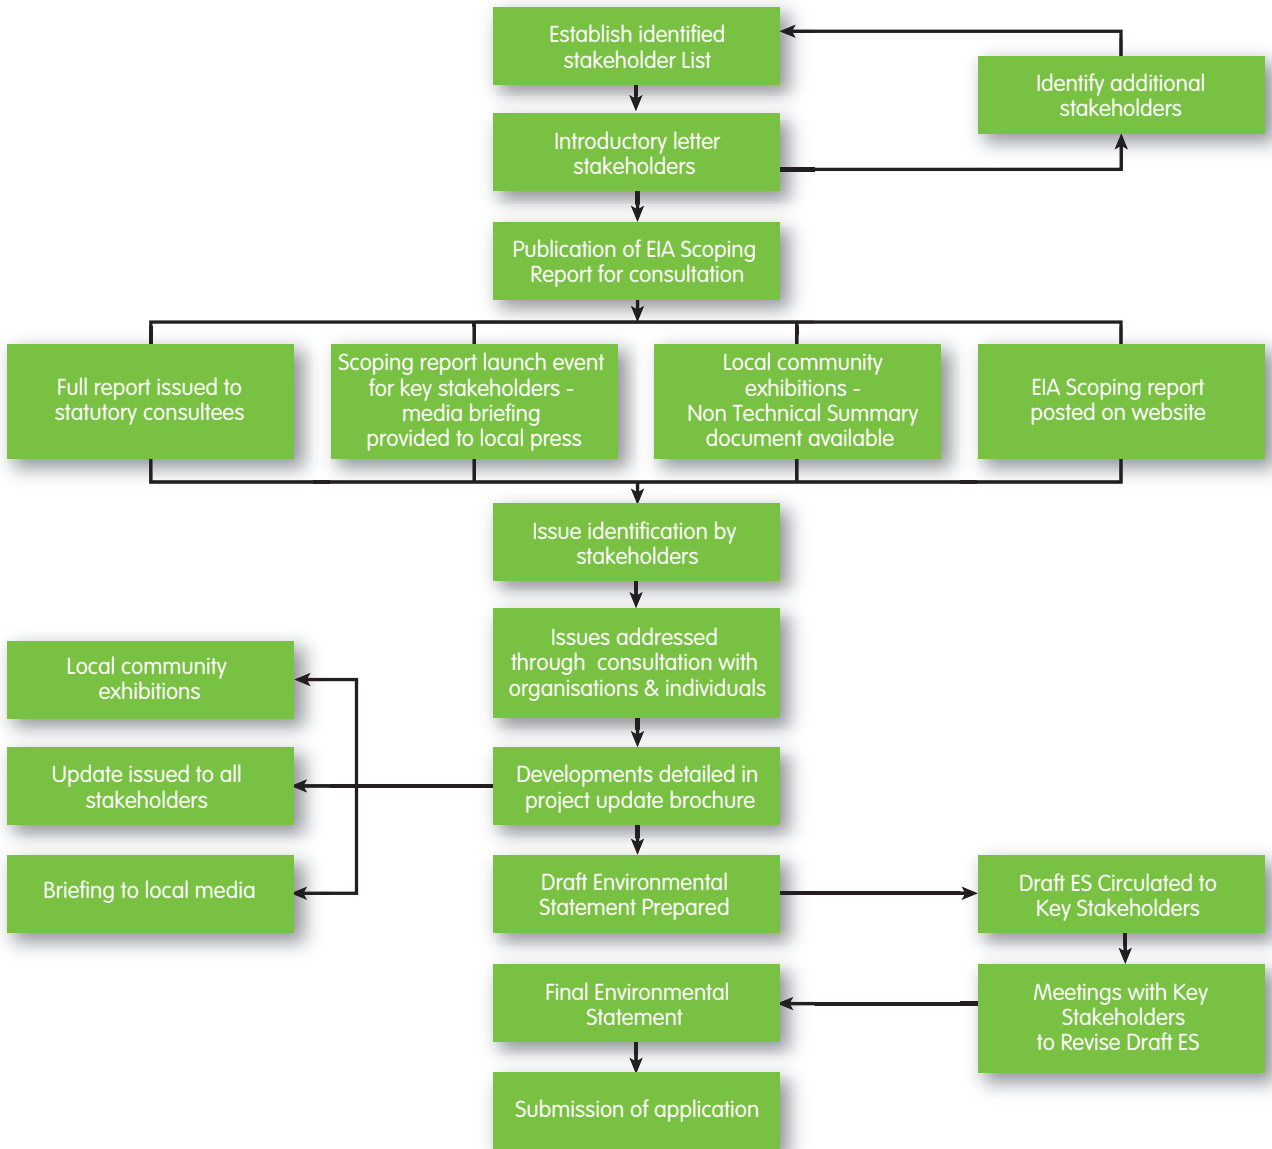 Establish identified
stakeholder List
Identify additional
stakeholders
Introductory letter
stakeholders
Publication of EIA Scoping
Report for consultation
Full report issued to
statutory consultees
Scoping report launch event
for key stakeholders -
media briefing
provided to local press
Local community
exhibitions -
Non Technical Summary
document available
EIA Scoping report
posted on website
Issue identification by
stakeholders
Issues addressed
through consultation with
organisations & individuals
Local community
exhibitions
Update issued to all
stakeholders
Developments detailed in
project update brochure
Briefing to local media
Draft Environmental
Statement Prepared
Draft ES Circulated to
Key Stakeholders
Final Environmental
Statement
Meetings with Key
Stakeholders
to Revise Draft ES
Submission of application